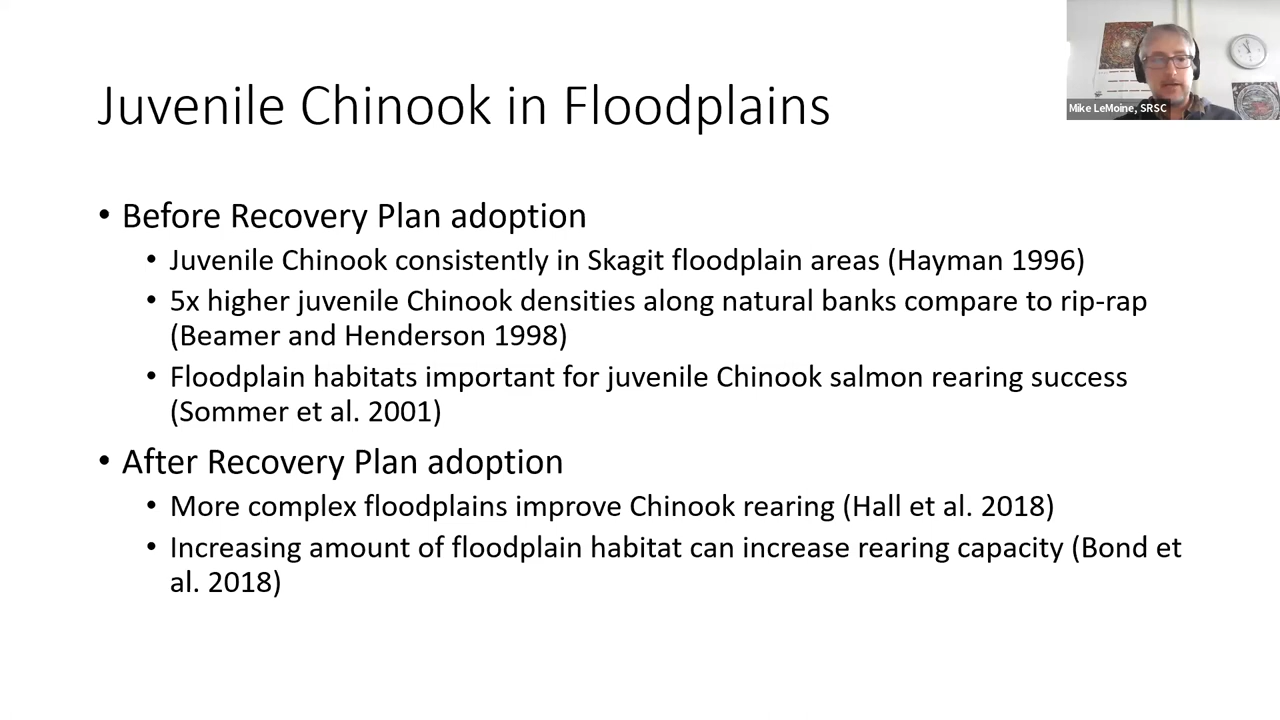 Juvenile Chinook in Floodplains
Mike LeMoine, SRSC
• Before Recovery Plan adoption
• Juvenile Chinook consistently in Skagit floodplain areas (Hayman 1996)
• 5x higher juvenile Chinook densities along natural banks compare to rip-rap
(Beamer and Henderson 1998)
• Floodplain habitats important for juvenile Chinook salmon rearing success
(Sommer et al. 2001)
• After Recovery Plan adoption
• More complex floodplains improve Chinook rearing (Hall et al. 2018)
• Increasing amount of floodplain habitat can increase rearing capacity (Bond et
al. 2018)